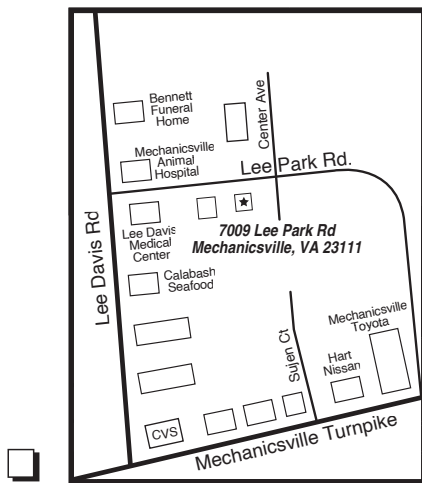 Bennett
Funeral
Home
Center Ave
Mechanicsville
Animal
Hospital
Lee Park Rd.
Lee Davis Rd
Lee Davis
Medical
Center
7009 Lee Park Rd
Mechanicsville, VA 23111
Calabash
Seafood
Mechanicsville
Toyota
Sujen Ct
Hart
Nissan
CVS
Mechanicsville Turnpike